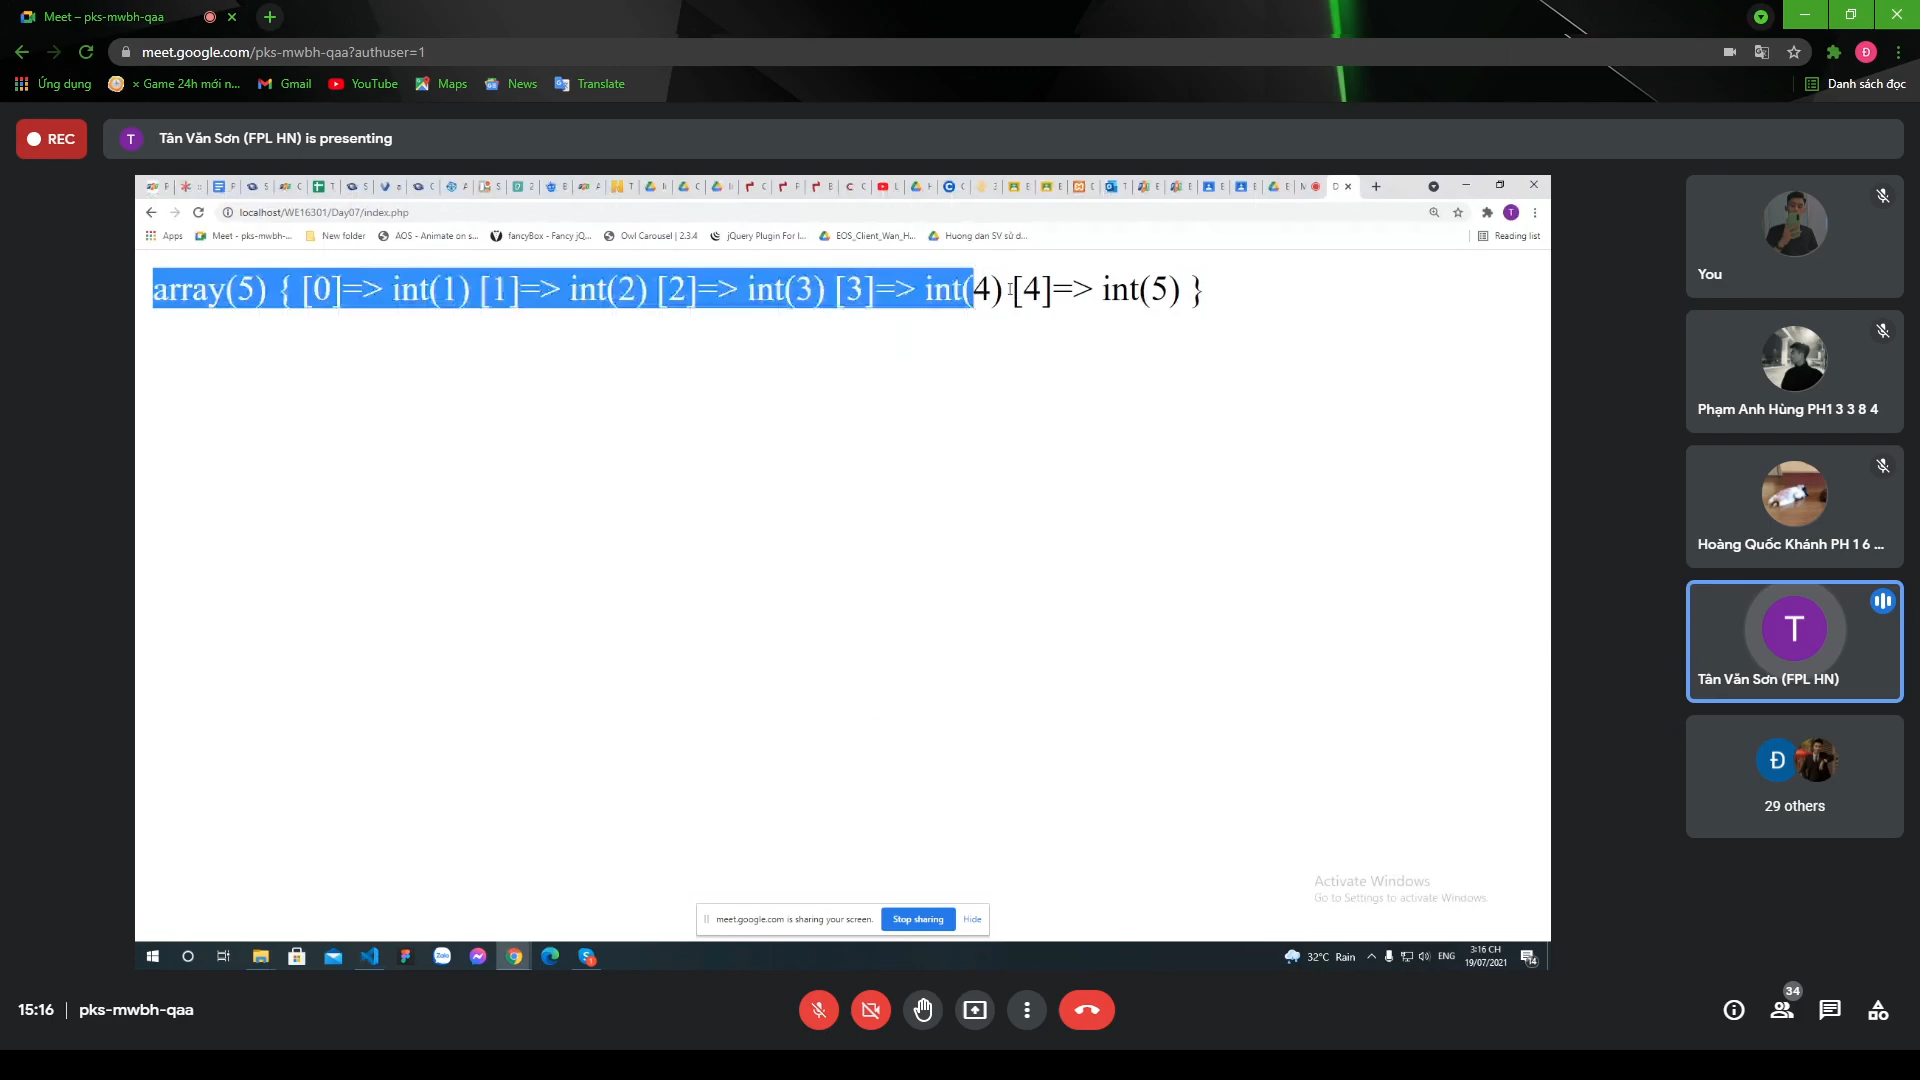 Meet – pks-mwbh-qaa
meet.google.com/pks-mwbh-qaa?authuser=1
Đ
Ứng dụng
× Game 24h mới n...
Gmail
YouTube
Maps
News
Translate
Danh sách đọc
REC
T
Tân Văn Sơn (FPL HN) is presenting
localhost/WE16301/Day07/index.php
T
Apps
Meet - pks-mwbh-...
New folder
AOS - Animate on s...
fancyBox - Fancy jQ...
Owl Carousel | 2.3.4
jQuery Plugin For I...
EOS_Client_Wan_H...
Huong dan SV sử d...
Reading list
array(5) { [0]=> int(1) [1]=> int(2) [2]=> int(3) [3]=> int(4) [4]=> int(5) }
You
Phạm Anh Hùng PH1 3 3 8 4
Hoàng Quốc Khánh PH 1 6 ...
T
Tân Văn Sơn (FPL HN)
Đ
29 others
Activate Windows
Go to Settings to activate Windows.
meet.google.com is sharing your screen.
Stop sharing
Hide
32°C Rain
ENG
3:16 CH
19/07/2021
15:16 | pks-mwbh-qaa
34